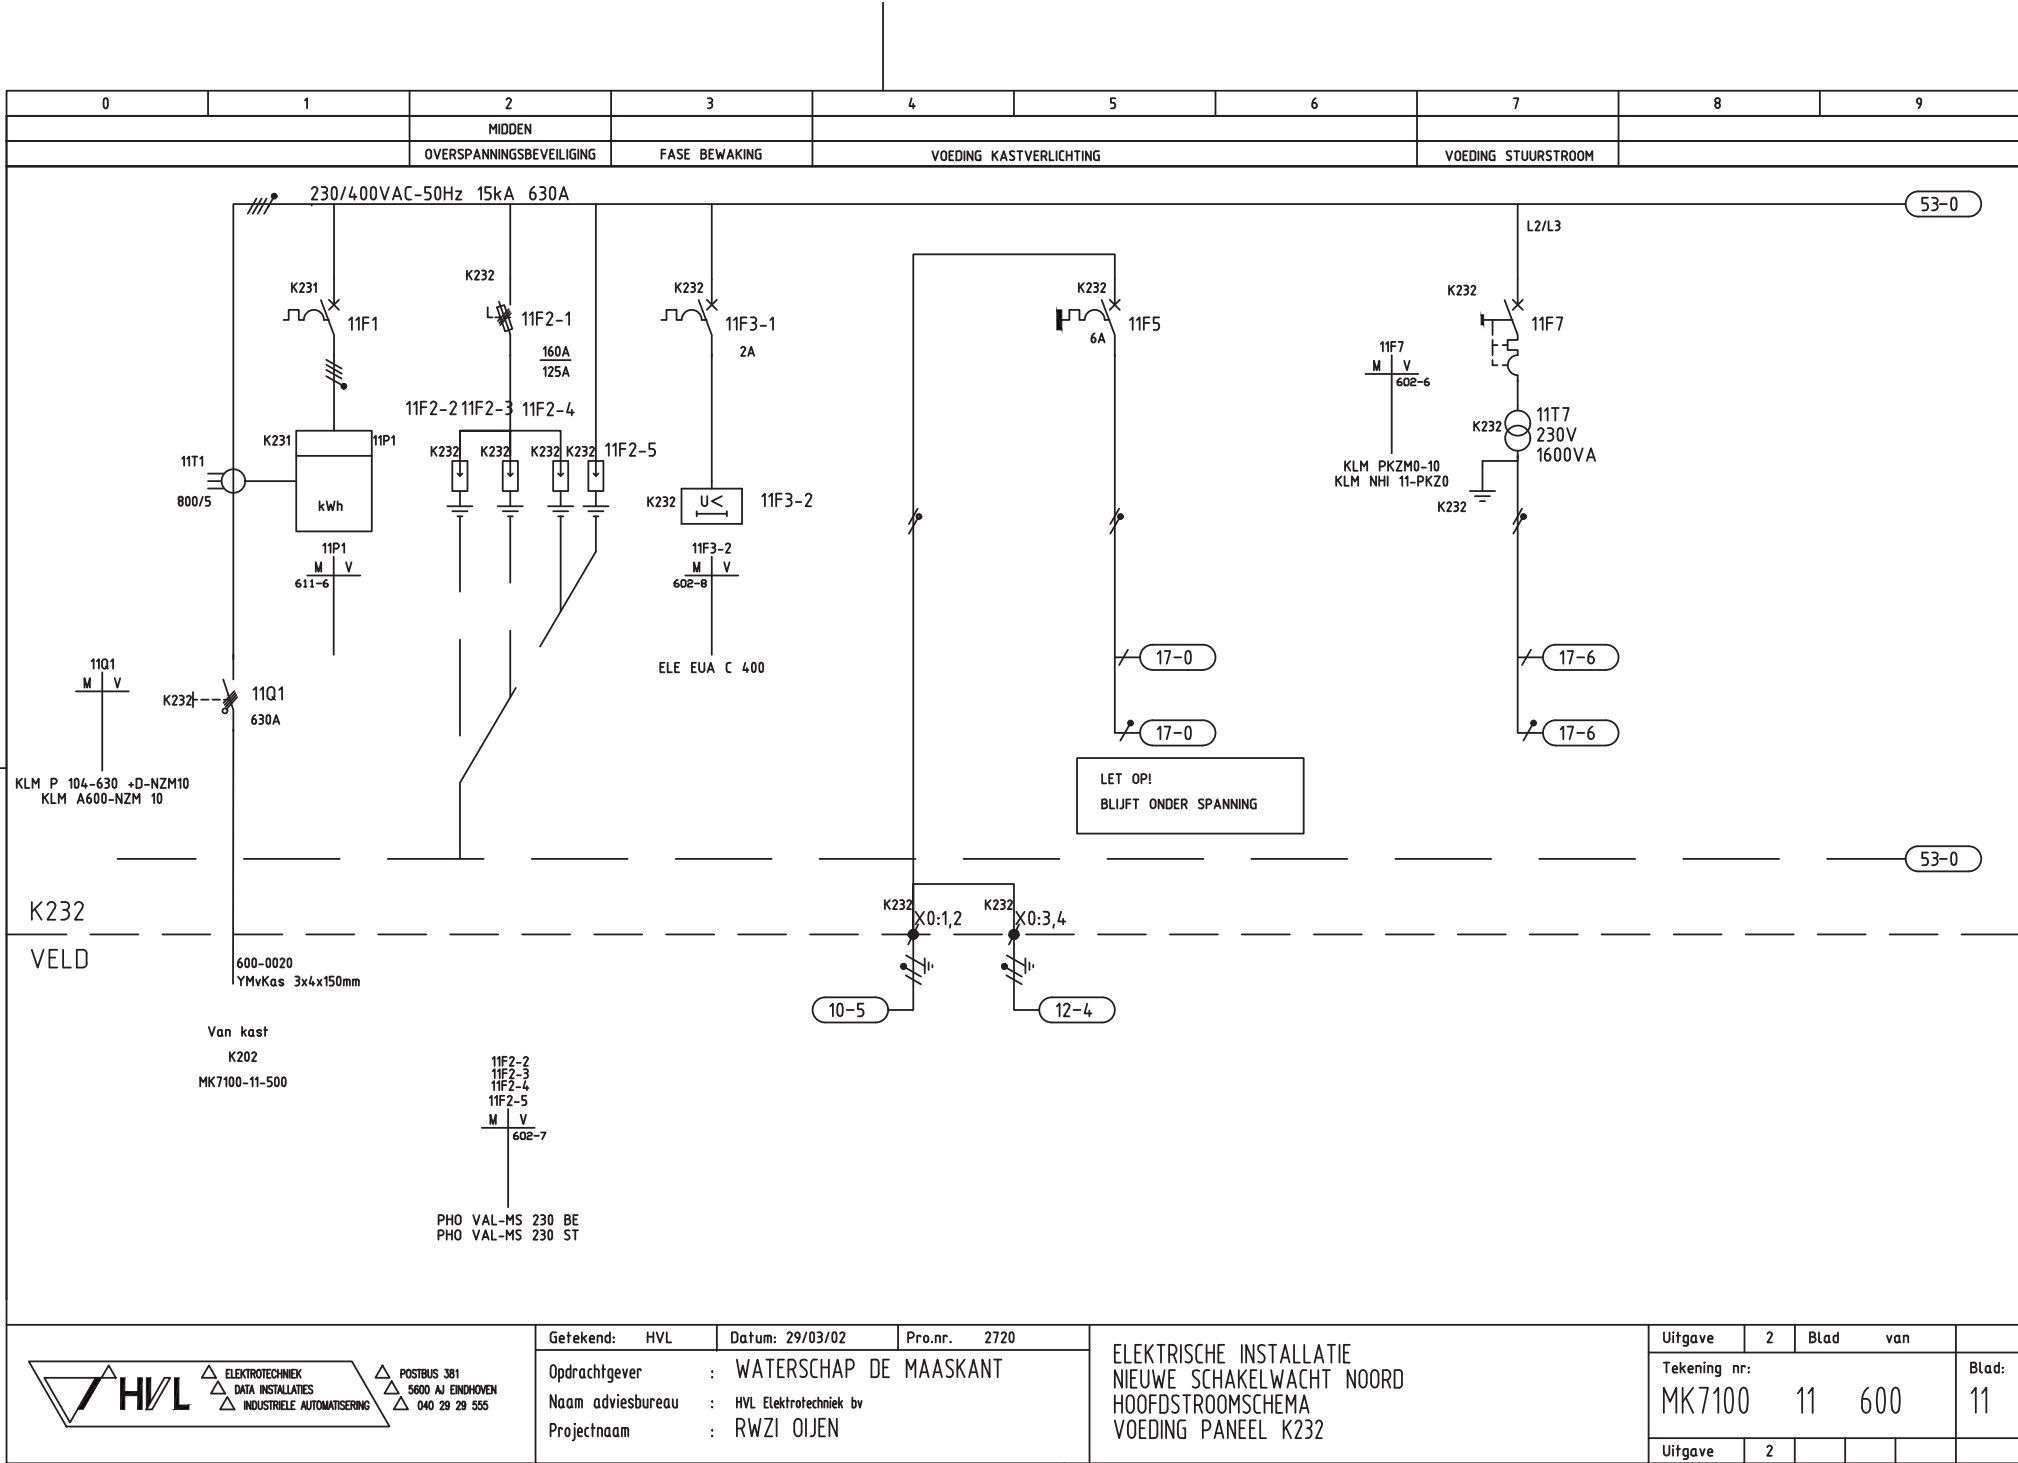 0 1 2 3 4 5 6 7 8 9
MIDDEN
OVERSPANNINGSBEVEILIGING FASE BEWAKING VOEDING KASTVERLICHTING VOEDING STUURSTROOM
230/400VAC-50Hz 15kA 630A
53-0
L2/L3
K231
11F1
K232
11F2-1
160A
125A
K232
11F3-1
2A
K232
11F5
6A
K232
11F7
11F7
M V
602-6
KLM PKZM0-10
KLM NHI 11-PKZ0
11F2-2 11F2-3 11F2-4
K232 K232 K232 K232 11F2-5
K231 11P1
11T1
800/5
kWh
11P1
M V
611-6
K232 U< 11F3-2
11F3-2
M V
602-8
ELE EUA C 400
K232
11T7
230V
1600VA
K232
17-0
17-0
17-6
17-6
11Q1
M V
K232 11Q1
630A
KLM P 104-630 +D-NZM10
KLM A600-NZM 10
LET OP!
BLIJFT ONDER SPANNING
53-0
K232
VELD
K232 X0:1,2
K232 X0:3,4
600-0020
YMvKas 3x4x150mm
10-5
12-4
Van kast
K202
MK7100-11-500
11F2-2
11F2-3
11F2-4
11F2-5
M V
602-7
PHO VAL-MS 230 BE
PHO VAL-MS 230 ST
HVL
ELEKTROTECHNIEK
DATA INSTALLATIES
INDUSTRIELE AUTOMATISERING
POSTBUS 381
5600 AJ EINDHOVEN
040 29 29 555
Getekend: HVL Datum: 29/03/02 Pro.nr. 2720
Opdrachtgever : WATERSCHAP DE MAASKANT
Naam adviesbureau : HVL Elektrotechniek bv
Projectnaam : RWZI OIJEN
ELEKTRISCHE INSTALLATIE
NIEUWE SCHAKELWACHT NOORD
HOOFDSTROOMSCHEMA
VOEDING PANEEL K232
Uitgave 2 Blad van
Tekening nr: Blad:
MK7100 11 600 11
Uitgave 2